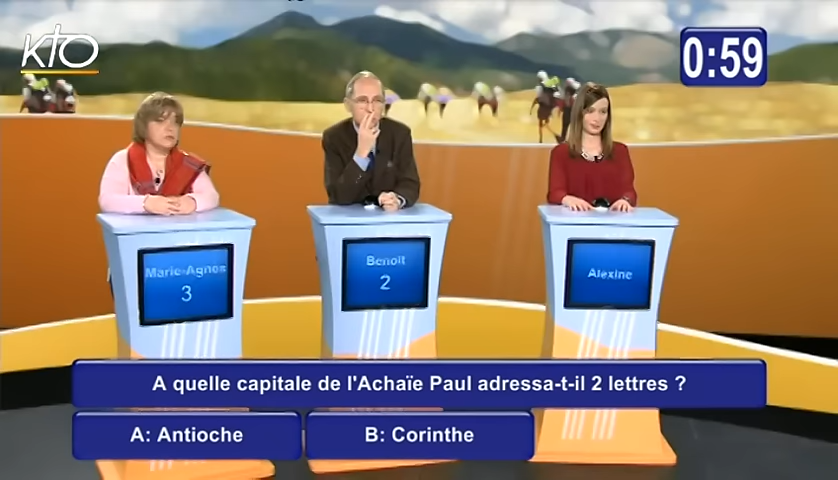 KTO
0:59
Marie-Agnès
3
Benoît
2
Alexine
A quelle capitale de l'Achaïe Paul adressa-t-il 2 lettres ?
A: Antioche
B: Corinthe